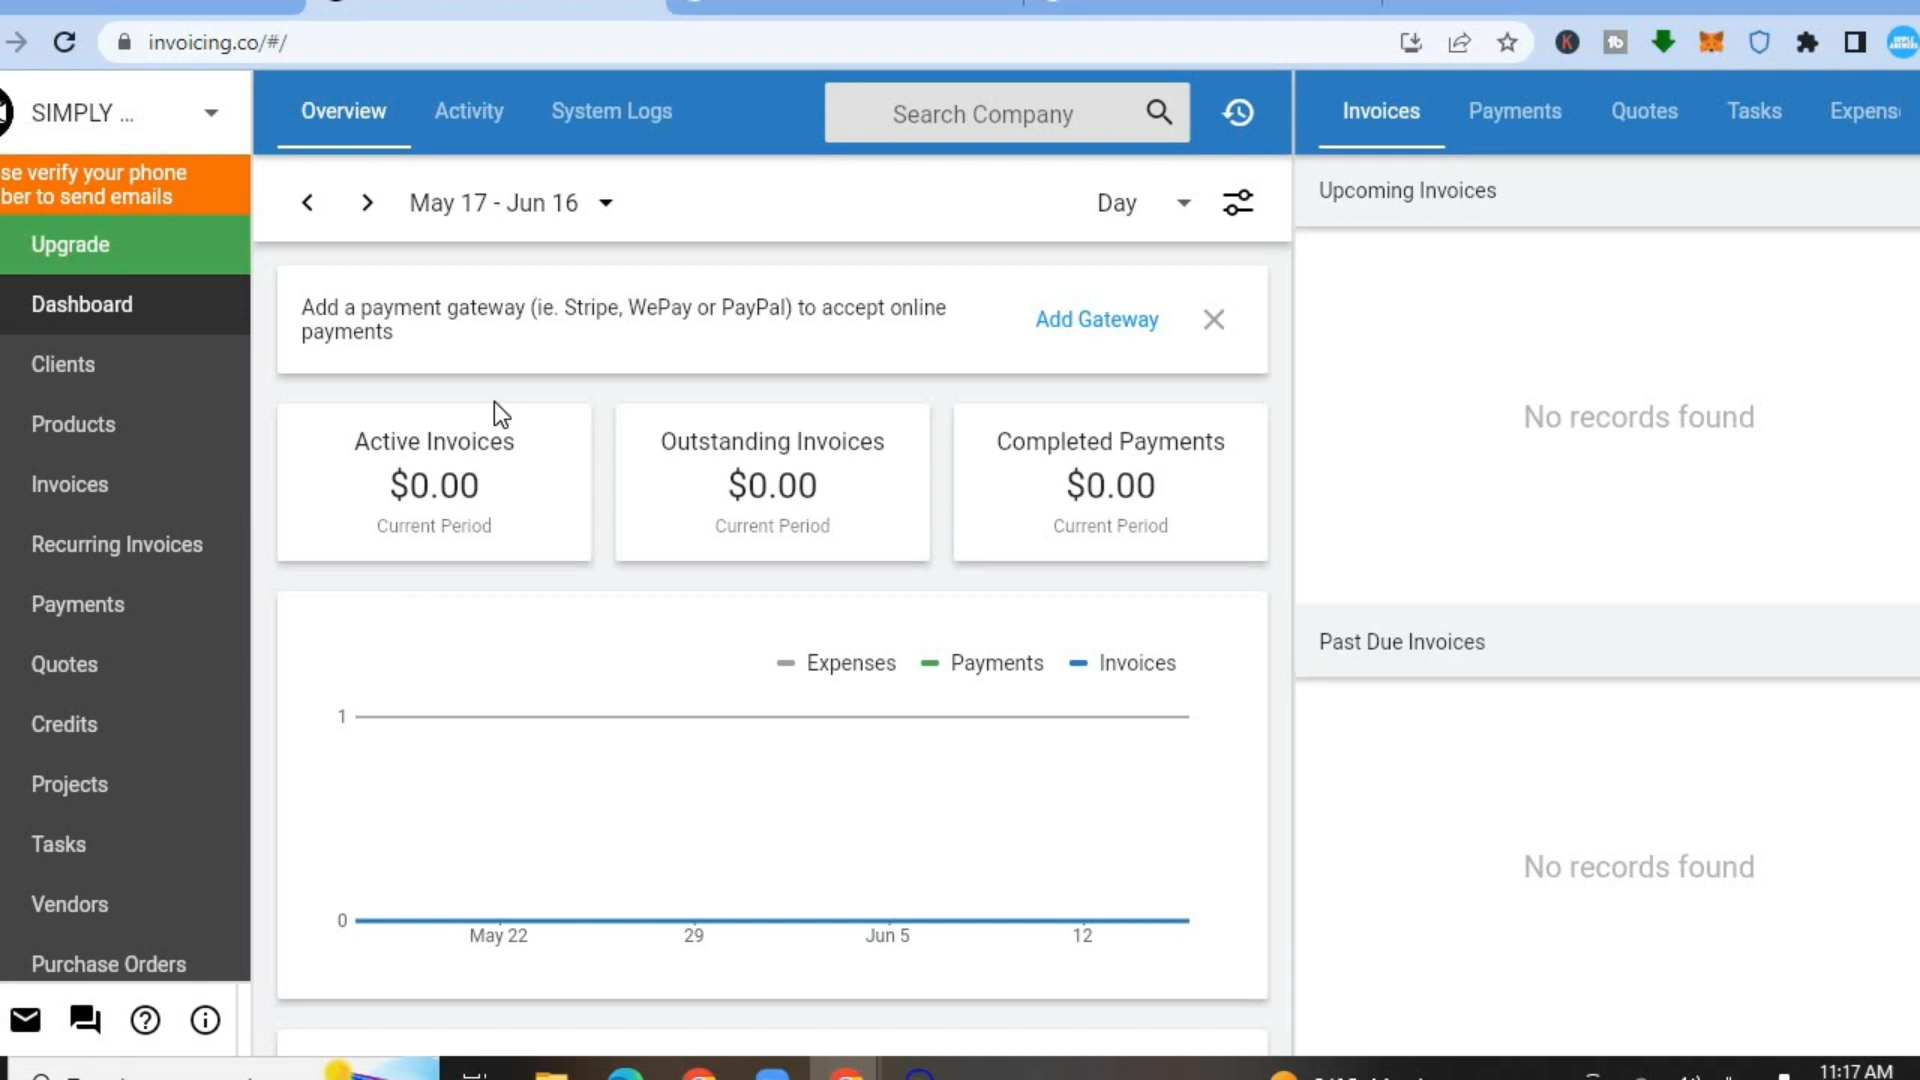 invoicing.co/#/
SIMPLY ...
Overview
Activity
System Logs
Search Company
Invoices
Payments
Quotes
Tasks
Expens
se verify your phone
ber to send emails
Upgrade
Dashboard
Clients
Products
Invoices
Recurring Invoices
Payments
Quotes
Credits
Projects
Tasks
Vendors
Purchase Orders
May 17 - Jun 16
Day
Add a payment gateway (ie. Stripe, WePay or PayPal) to accept online
payments
Add Gateway
Active Invoices
$0.00
Current Period
Outstanding Invoices
$0.00
Current Period
Completed Payments
$0.00
Current Period
Expenses
Payments
Invoices
1
0
May 22
29
Jun 5
12
Upcoming Invoices
No records found
Past Due Invoices
No records found
11:17 AM